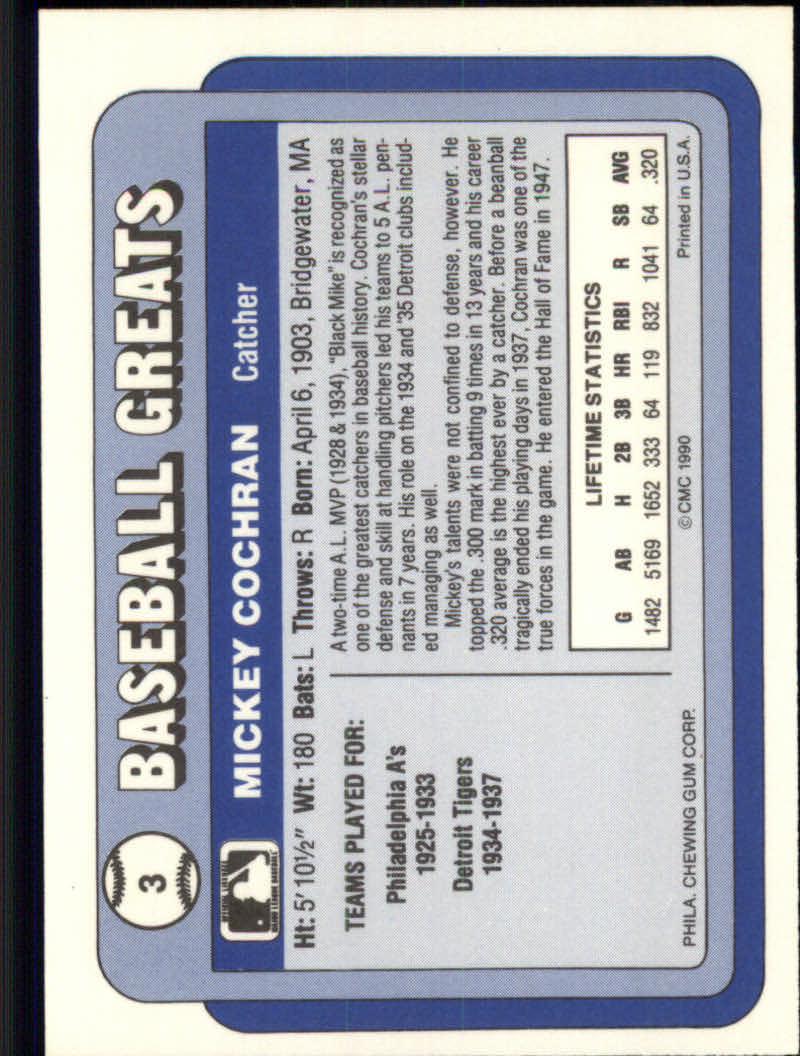 3
BASEBALL GREATS
MICKEY COCHRAN Catcher
Ht: 5' 10½" Wt: 180 Bats: L Throws: R Born: April 6, 1903, Bridgewater, MA
TEAMS PLAYED FOR:
Philadelphia A's
1925-1933
Detroit Tigers
1934-1937
A two-time A.L. MVP (1928 & 1934), "Black Mike" is recognized as
one of the greatest catchers in baseball history. Cochran's stellar
defense and skill at handling pitchers led his teams to 5 A.L. pen-
nants in 7 years. His role on the 1934 and '35 Detroit clubs includ-
ed managing as well.
Mickey's talents were not confined to defense, however. He
topped the .300 mark in batting 9 times in 13 years and his career
.320 average is the highest ever by a catcher. Before a beanball
tragically ended his playing days in 1937, Cochran was one of the
true forces in the game. He entered the Hall of Fame in 1947.
LIFETIME STATISTICS
G AB H 2B 3B HR RBI R SB AVG
1482 5169 1652 333 64 119 832 1041 64 .320
PHILA. CHEWING GUM CORP. © CMC 1990 Printed in U.S.A.